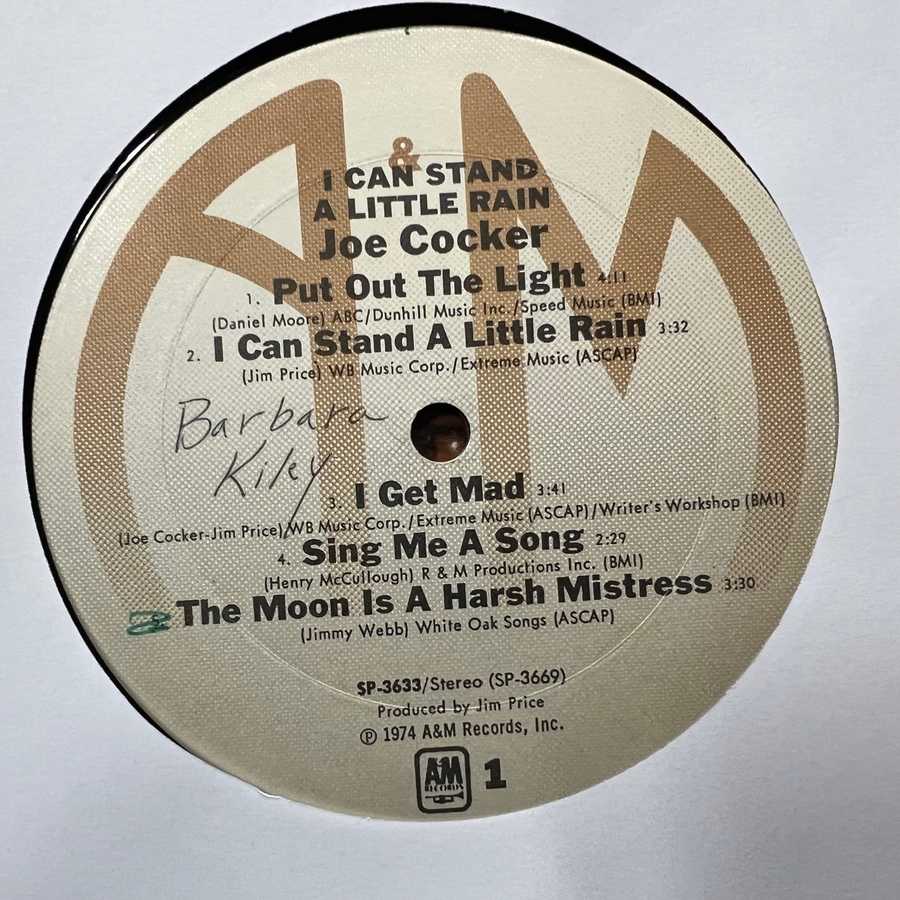 &
I CAN STAND
A LITTLE RAIN
Joe Cocker
1. Put Out The Light 4:11
(Daniel Moore) ABC/Dunhill Music Inc./Speed Music (BMI)
2. I Can Stand A Little Rain 3:32
(Jim Price) WB Music Corp./Extreme Music (ASCAP)
Barbara
Kiley
3. I Get Mad 3:41
(Joe Cocker-Jim Price) WB Music Corp./Extreme Music (ASCAP)/Writer's Workshop (BMI)
4. Sing Me A Song 2:29
(Henry McCullough) R & M Productions Inc. (BMI)
The Moon Is A Harsh Mistress 3:30
(Jimmy Webb) White Oak Songs (ASCAP)
SP-3633/Stereo (SP-3669)
Produced by Jim Price
℗ 1974 A&M Records, Inc.
A&M RECORDS 1